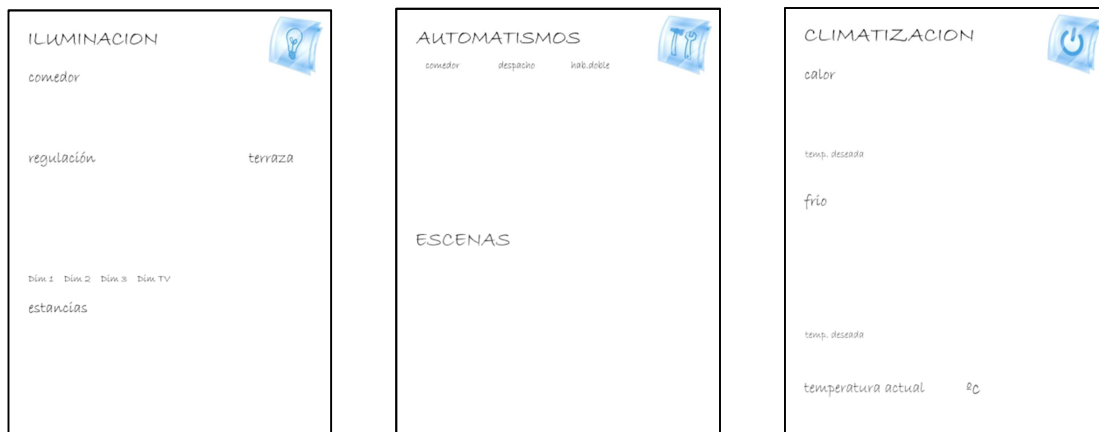 ILUMINACION
comedor
regulación terraza
Dim 1 Dim 2 Dim 3 Dim TV
estancias
AUTOMATISMOS
comedor despacho hab.doble
ESCENAS
CLIMATIZACION
calor
temp. deseada
frío
temp. deseada
temperatura actual ºC